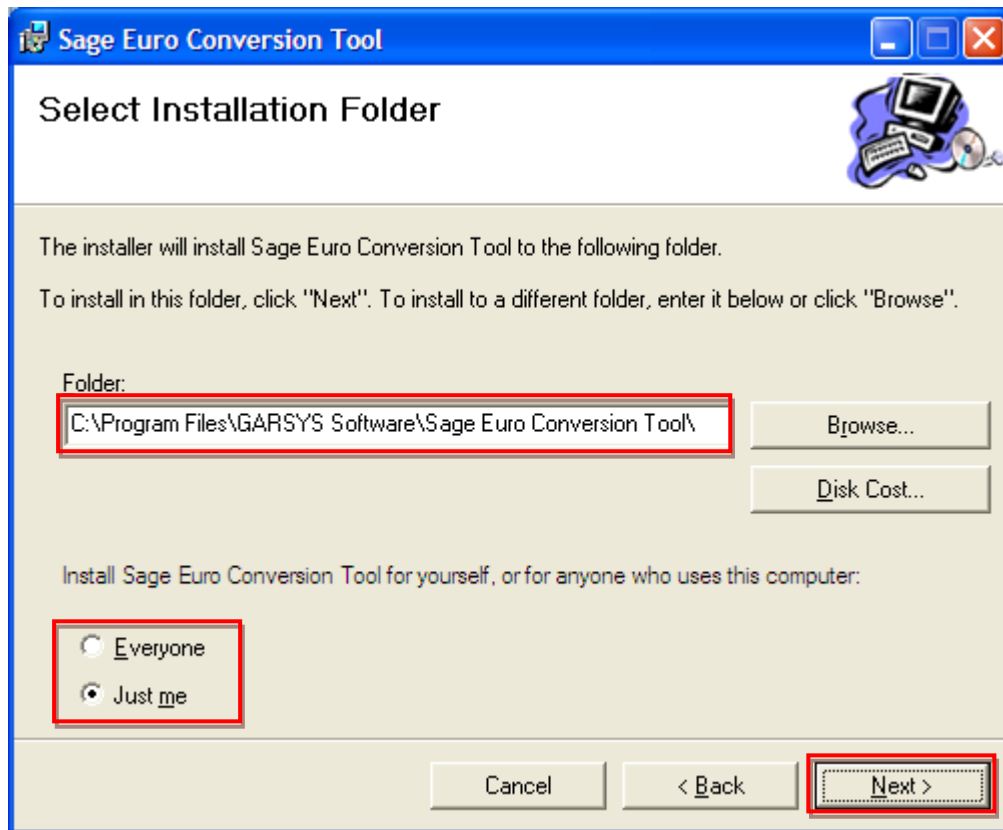 Sage Euro Conversion Tool
Select Installation Folder
The installer will install Sage Euro Conversion Tool to the following folder.
To install in this folder, click "Next". To install to a different folder, enter it below or click "Browse".
Folder:
C:\Program Files\GARSYS Software\Sage Euro Conversion Tool\
Browse...
Disk Cost...
Install Sage Euro Conversion Tool for yourself, or for anyone who uses this computer:
Everyone
Just me
Cancel
< Back
Next >